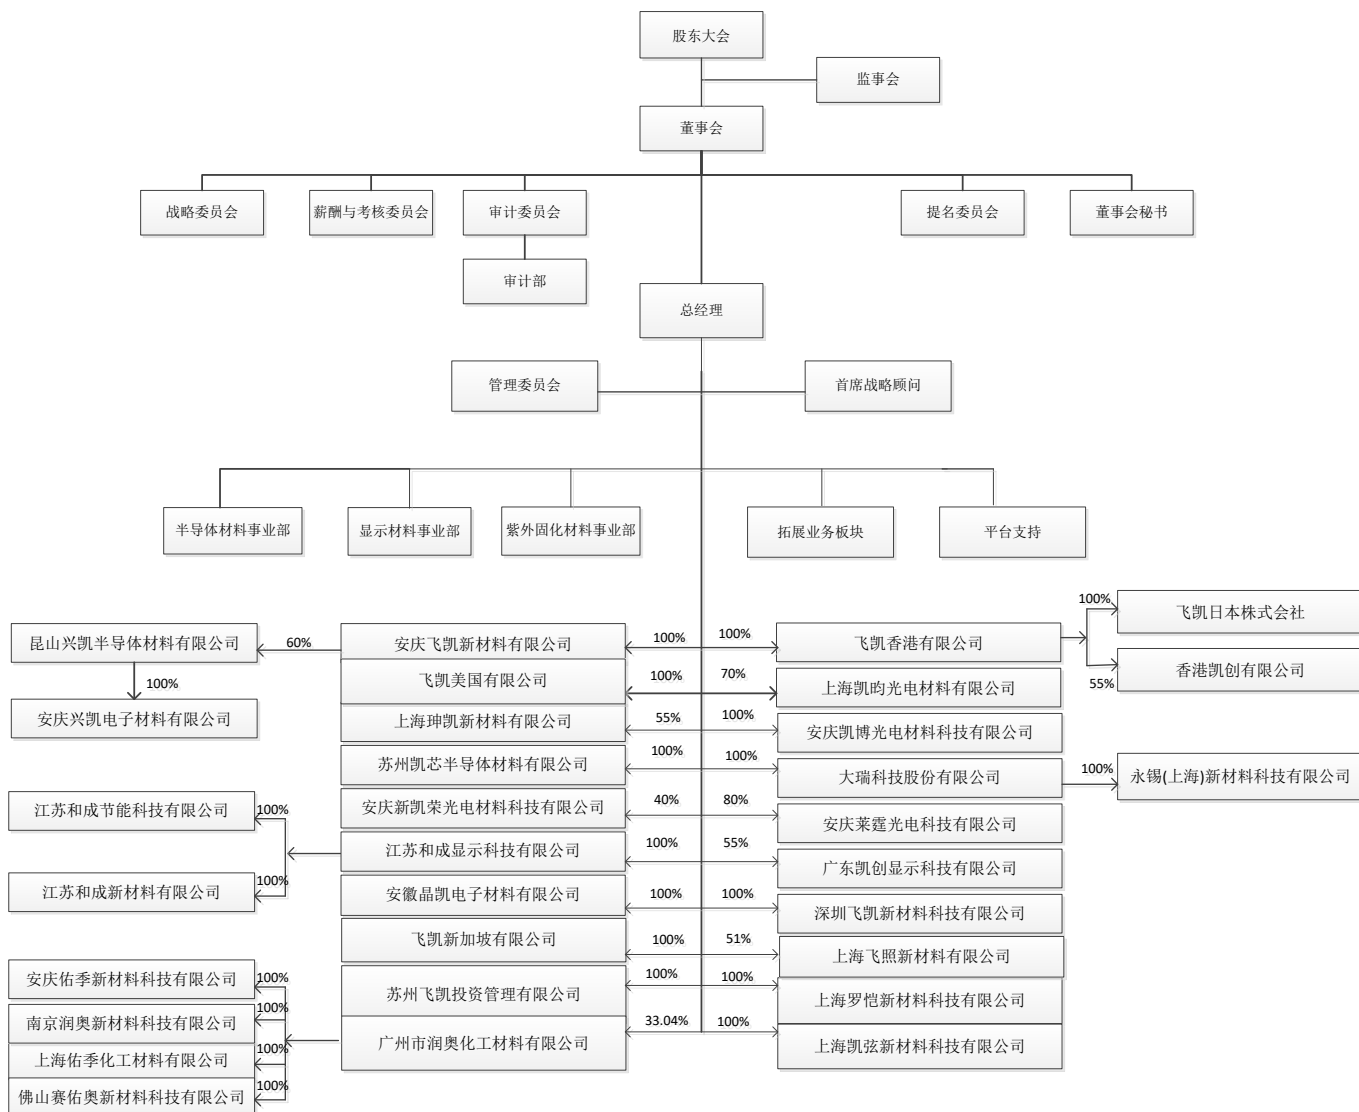 股东大会
监事会
董事会
战略委员会
薪酬与考核委员会
审计委员会
提名委员会
董事会秘书
审计部
总经理
管理委员会
首席战略顾问
半导体材料事业部
显示材料事业部
紫外固化材料事业部
拓展业务板块
平台支持
昆山兴凯半导体材料有限公司
60%
安庆飞凯新材料有限公司
100%
100%
飞凯香港有限公司
100%
飞凯日本株式会社
55%
香港凯创有限公司
100%
安庆兴凯电子材料有限公司
飞凯美国有限公司
100%
70%
上海凯昀光电材料有限公司
上海珅凯新材料有限公司
55%
100%
安庆凯博光电材料科技有限公司
苏州凯芯半导体材料有限公司
100%
100%
大瑞科技股份有限公司
100%
永锡(上海)新材料科技有限公司
江苏和成节能科技有限公司
100%
安庆新凯荣光电材料科技有限公司
40%
80%
安庆莱霆光电科技有限公司
江苏和成显示科技有限公司
100%
55%
广东凯创显示科技有限公司
江苏和成新材料有限公司
100%
安徽晶凯电子材料有限公司
100%
100%
深圳飞凯新材料科技有限公司
飞凯新加坡有限公司
100%
51%
上海飞照新材料有限公司
安庆佑季新材料科技有限公司
100%
苏州飞凯投资管理有限公司
100%
100%
上海罗恺新材料科技有限公司
南京润奥新材料科技有限公司
100%
广州市润奥化工材料有限公司
33.04%
100%
上海凯弦新材料科技有限公司
上海佑季化工材料有限公司
100%
佛山赛佑奥新材料科技有限公司
100%